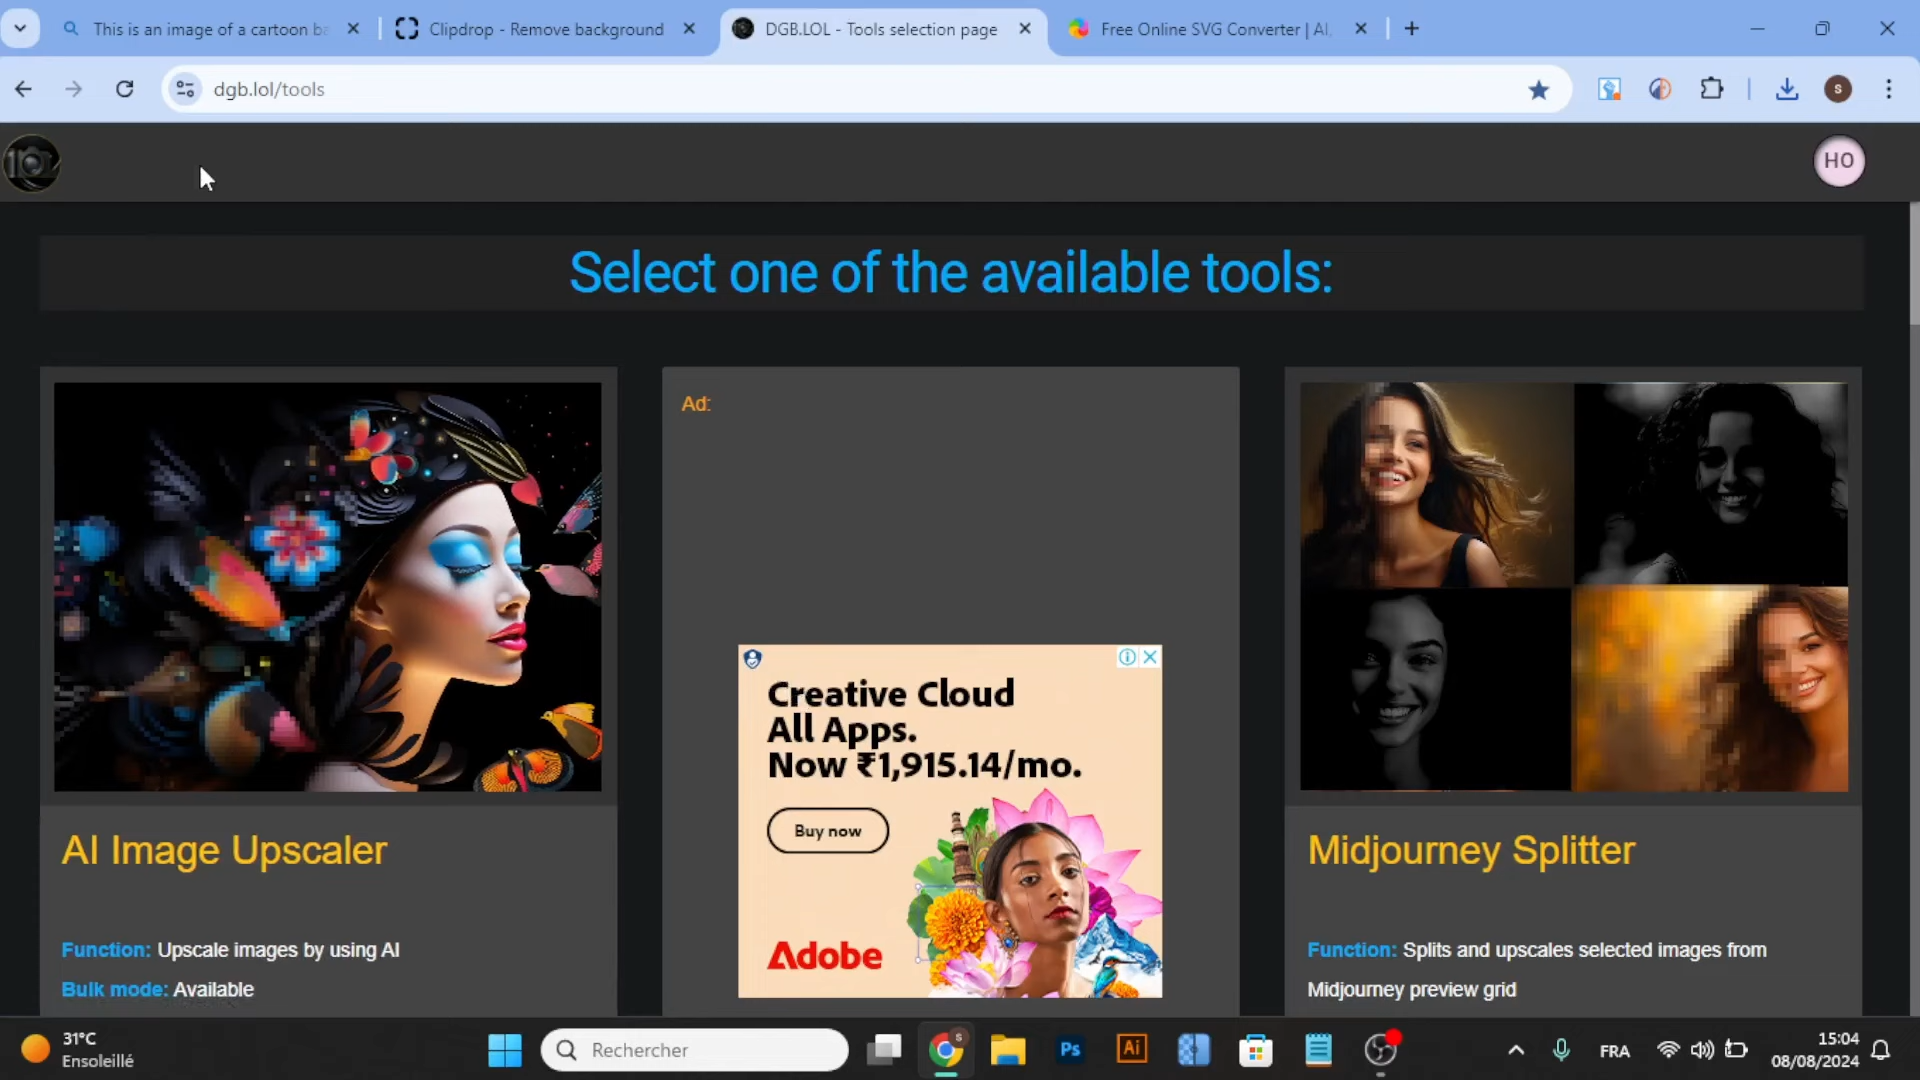 This is an image of a cartoon ba
Clipdrop - Remove background
DGB.LOL - Tools selection page
Free Online SVG Converter | AI,
dgb.lol/tools
S
HO
Select one of the available tools:
Ad:
Creative Cloud
All Apps.
Now ₹1,915.14/mo.
Buy now
Adobe
AI Image Upscaler
Function: Upscale images by using AI
Bulk mode: Available
Midjourney Splitter
Function: Splits and upscales selected images from
Midjourney preview grid
31°C
Ensoleillé
Rechercher
S
Ps
Ai
FRA
15:04
08/08/2024